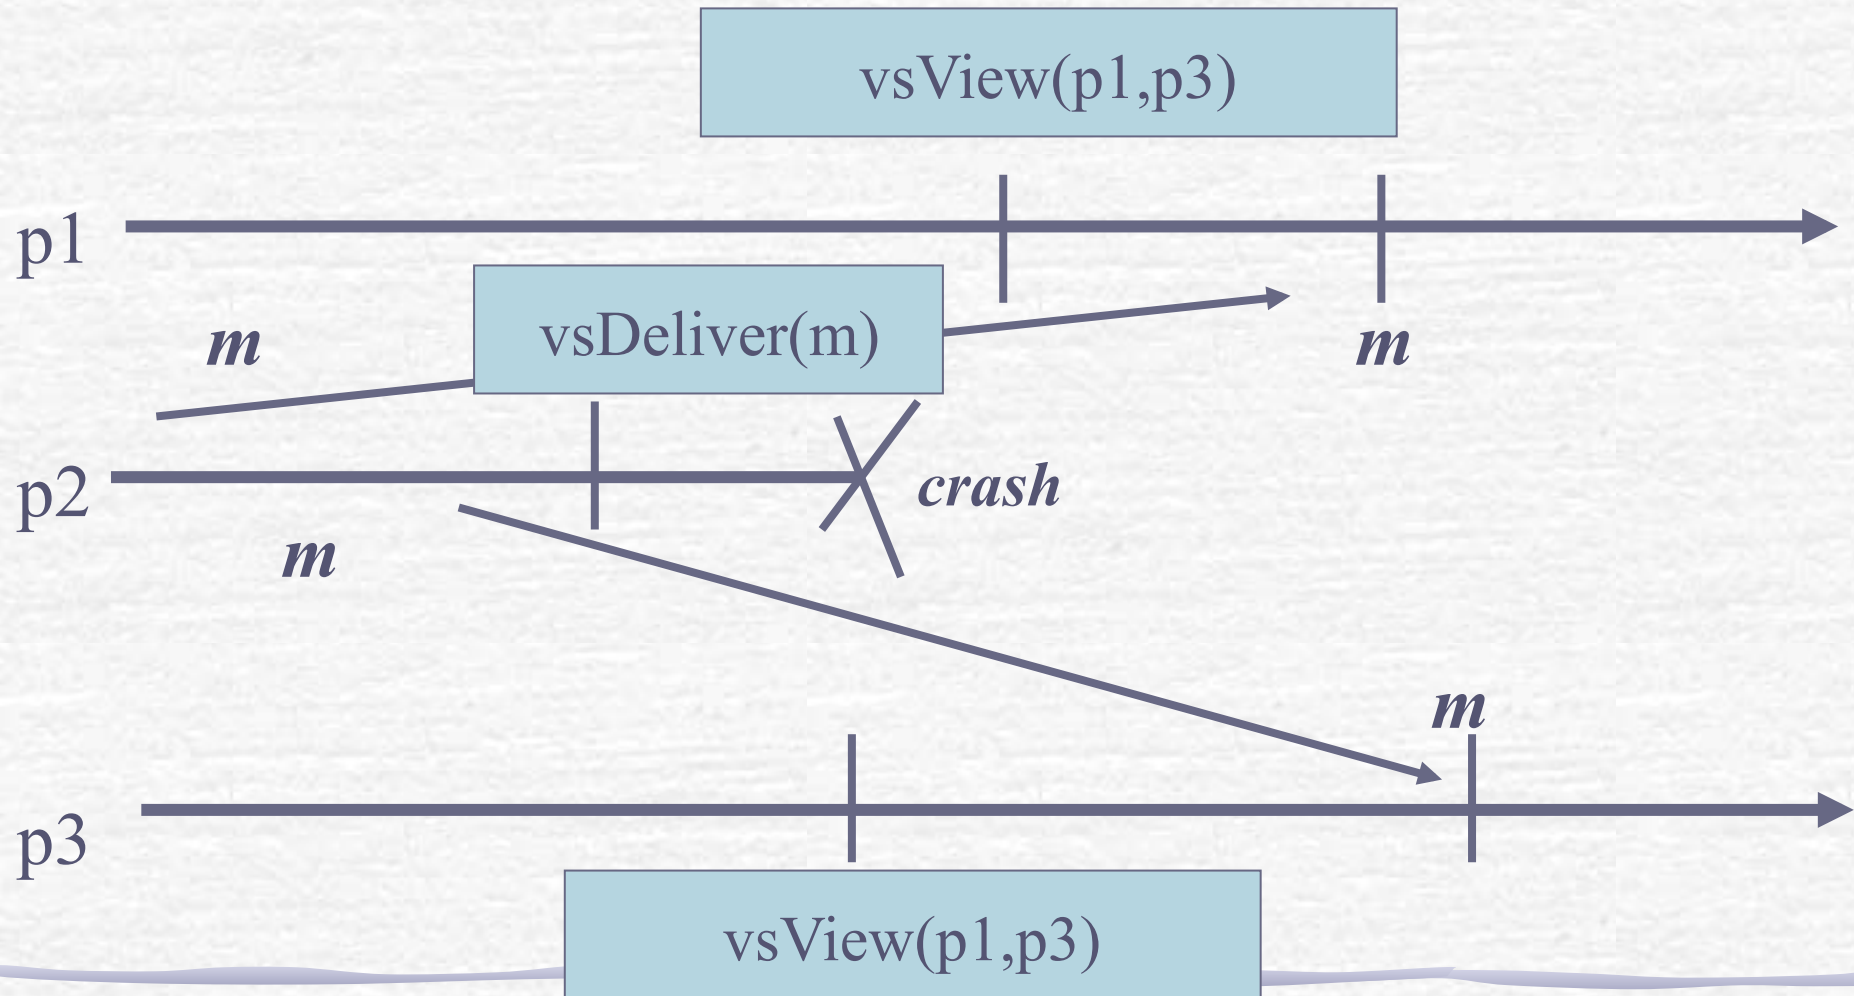 vsView(p1,p3)
p1
vsDeliver(m)
m
m
p2
crash
m
m
p3
vsView(p1,p3)